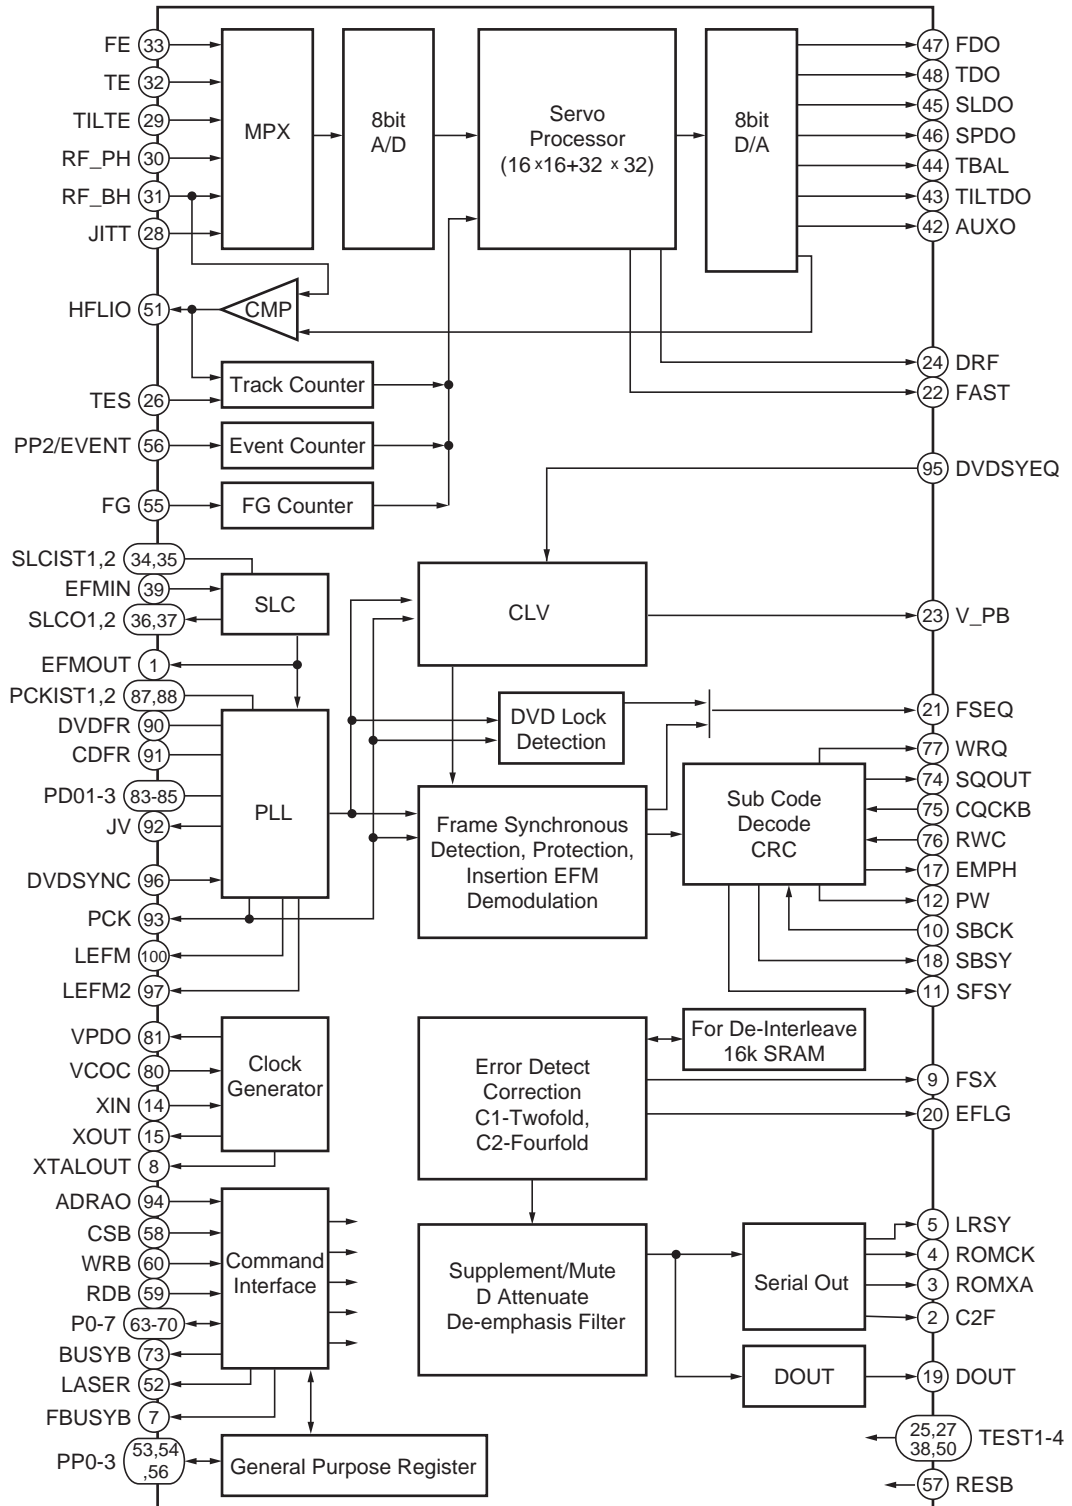 FE 33
TE 32
TILTE 29
RF_PH 30
RF_BH 31
JITT 28
MPX
8bit
A/D
Servo
Processor
(16 x16+32 x 32)
8bit
D/A
47 FDO
48 TDO
45 SLDO
46 SPDO
44 TBAL
43 TILTDO
42 AUXO
HFLIO 51
CMP
24 DRF
22 FAST
Track Counter
TES 26
PP2/EVENT 56
Event Counter
FG 55
FG Counter
95 DVDSYEQ
SLCIST1,2 34,35
EFMIN 39
SLCO1,2 36,37
SLC
CLV
23 V_PB
EFMOUT 1
PCKIST1,2 87,88
DVDFR 90
CDFR 91
PD01-3 83-85
JV 92
DVDSYNC 96
PCK 93
LEFM 100
LEFM2 97
PLL
DVD Lock
Detection
Frame Synchronous
Detection, Protection,
Insertion EFM
Demodulation
Sub Code
Decode
CRC
21 FSEQ
77 WRQ
74 SQOUT
75 CQCKB
76 RWC
17 EMPH
12 PW
10 SBCK
18 SBSY
11 SFSY
VPDO 81
VCOC 80
XIN 14
XOUT 15
XTALOUT 8
Clock
Generator
Error Detect
Correction
C1-Twofold,
C2-Fourfold
For De-Interleave
16k SRAM
9 FSX
20 EFLG
ADRAO 94
CSB 58
WRB 60
RDB 59
P0-7 63-70
BUSYB 73
LASER 52
FBUSYB 7
PP0-3 53,54
,56
Command
Interface
General Purpose Register
Supplement/Mute
D Attenuate
De-emphasis Filter
Serial Out
DOUT
5 LRSY
4 ROMCK
3 ROMXA
2 C2F
19 DOUT
25,27
38,50 TEST1-4
57 RESB